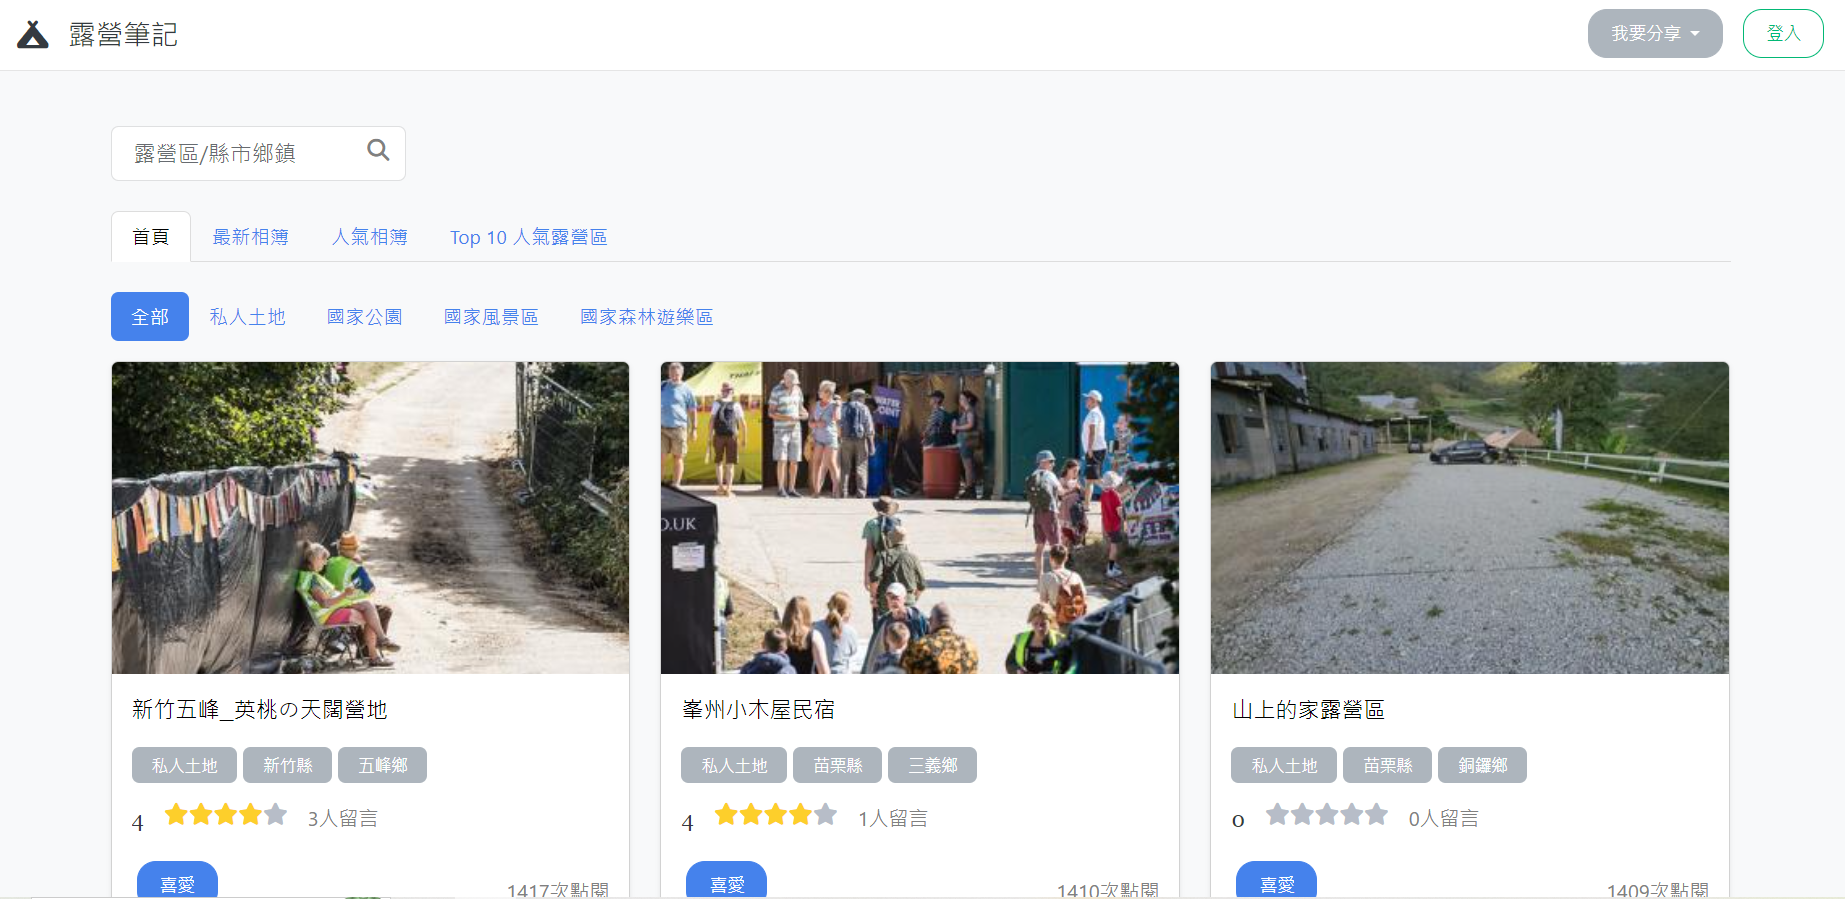 露營筆記
我要分享
登入
露營區/縣市鄉鎮
首頁 最新相簿 人氣相簿 Top 10 人氣露營區
全部 私人土地 國家公園 國家風景區 國家森林遊樂區
WATER
POINT
O.UK
新竹五峰_英桃の天闊營地
私人土地 新竹縣 五峰鄉
4 3人留言
喜愛 1417次點閱
峯州小木屋民宿
私人土地 苗栗縣 三義鄉
4 1人留言
喜愛 1410次點閱
山上的家露營區
私人土地 苗栗縣 銅鑼鄉
0 0人留言
喜愛 1409次點閱